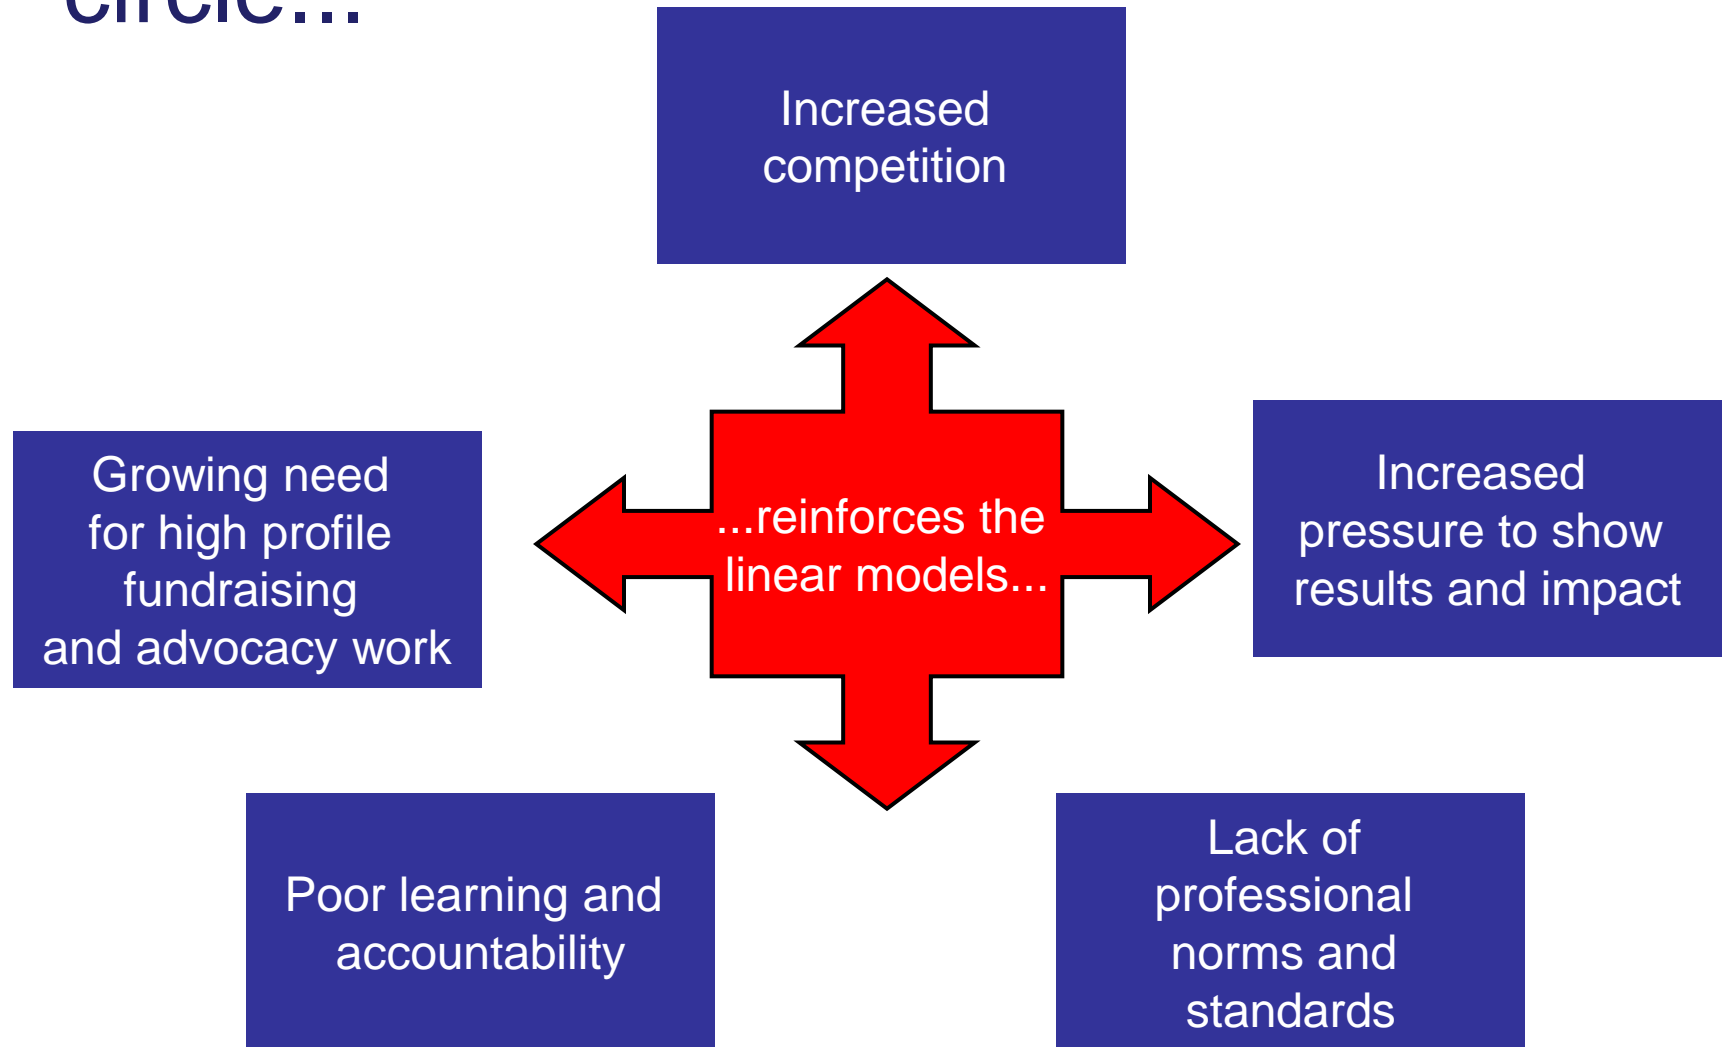 circle...
Increased
competition
Growing need
for high profile
fundraising
and advocacy work
...reinforces the
linear models...
Increased
pressure to show
results and impact
Poor learning and
accountability
Lack of
professional
norms and
standards